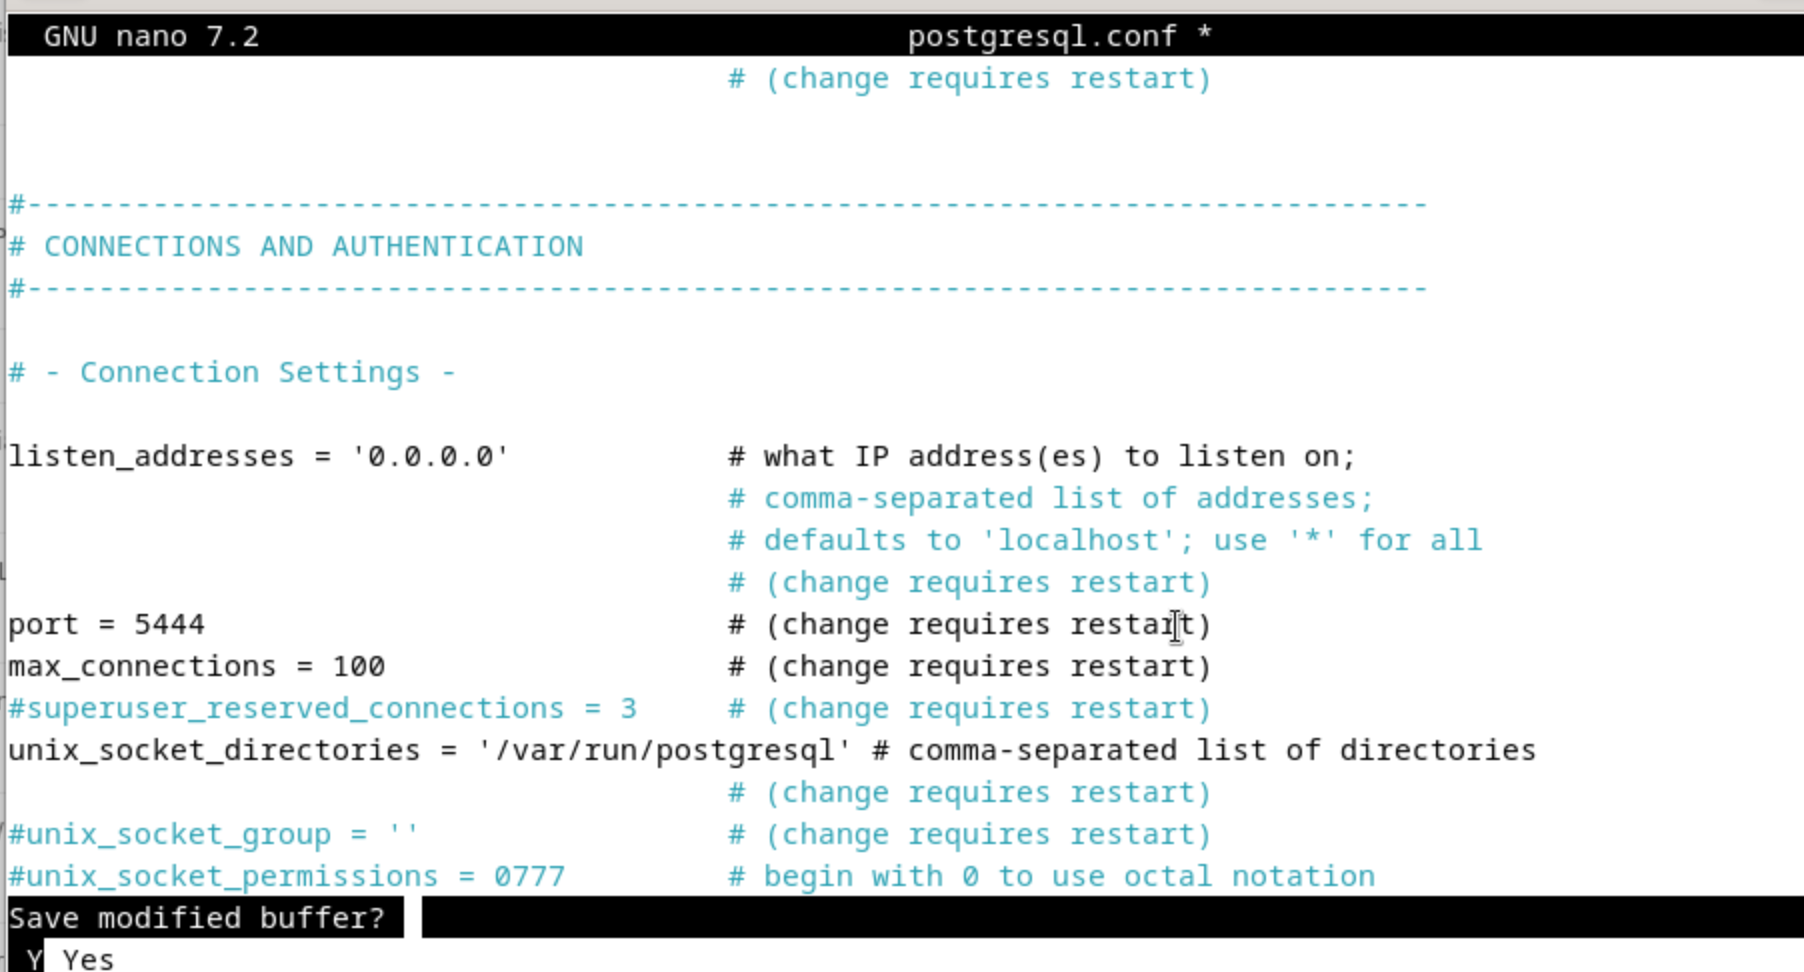 GNU nano 7.2 postgresql.conf *
# (change requires restart)
#------------------------------------------------------------------------------
# CONNECTIONS AND AUTHENTICATION
#------------------------------------------------------------------------------
# - Connection Settings -
listen_addresses = '0.0.0.0' # what IP address(es) to listen on;
# comma-separated list of addresses;
# defaults to 'localhost'; use '*' for all
# (change requires restart)
port = 5444 # (change requires restart)
max_connections = 100 # (change requires restart)
#superuser_reserved_connections = 3 # (change requires restart)
unix_socket_directories = '/var/run/postgresql' # comma-separated list of directories
# (change requires restart)
#unix_socket_group = '' # (change requires restart)
#unix_socket_permissions = 0777 # begin with 0 to use octal notation
Save modified buffer?
Y Yes